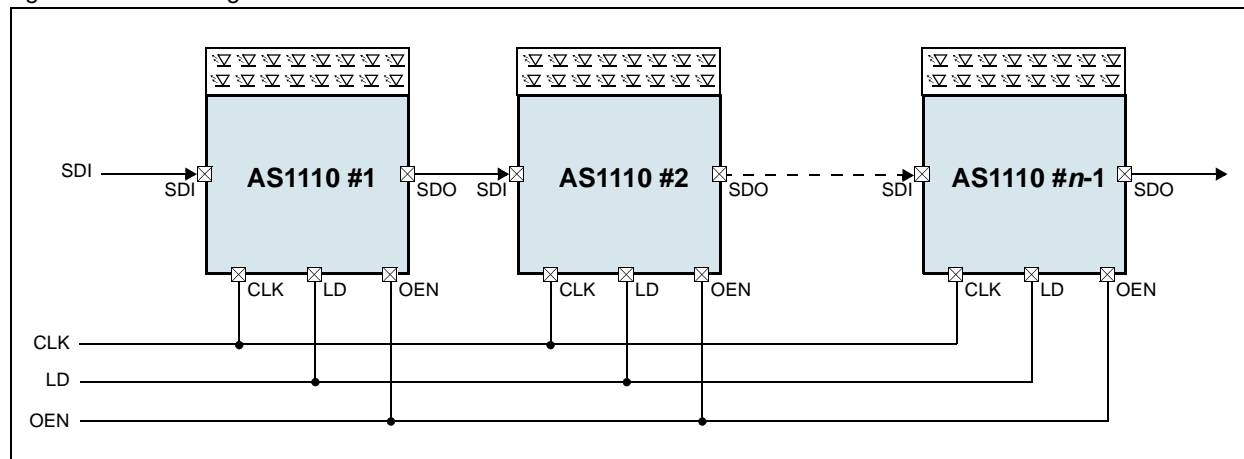 SDI SDI AS1110 #1 SDO SDI AS1110 #2 SDO SDI AS1110 #n-1 SDO
CLK LD OEN CLK LD OEN CLK LD OEN
CLK
LD
OEN